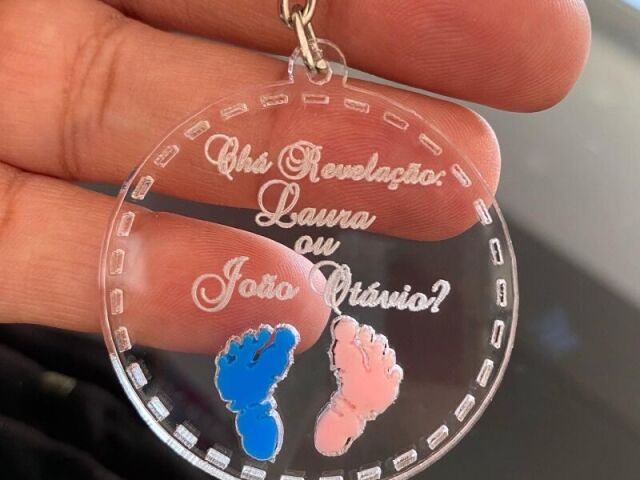 Chá Revelação:
Laura
ou
João Otávio?